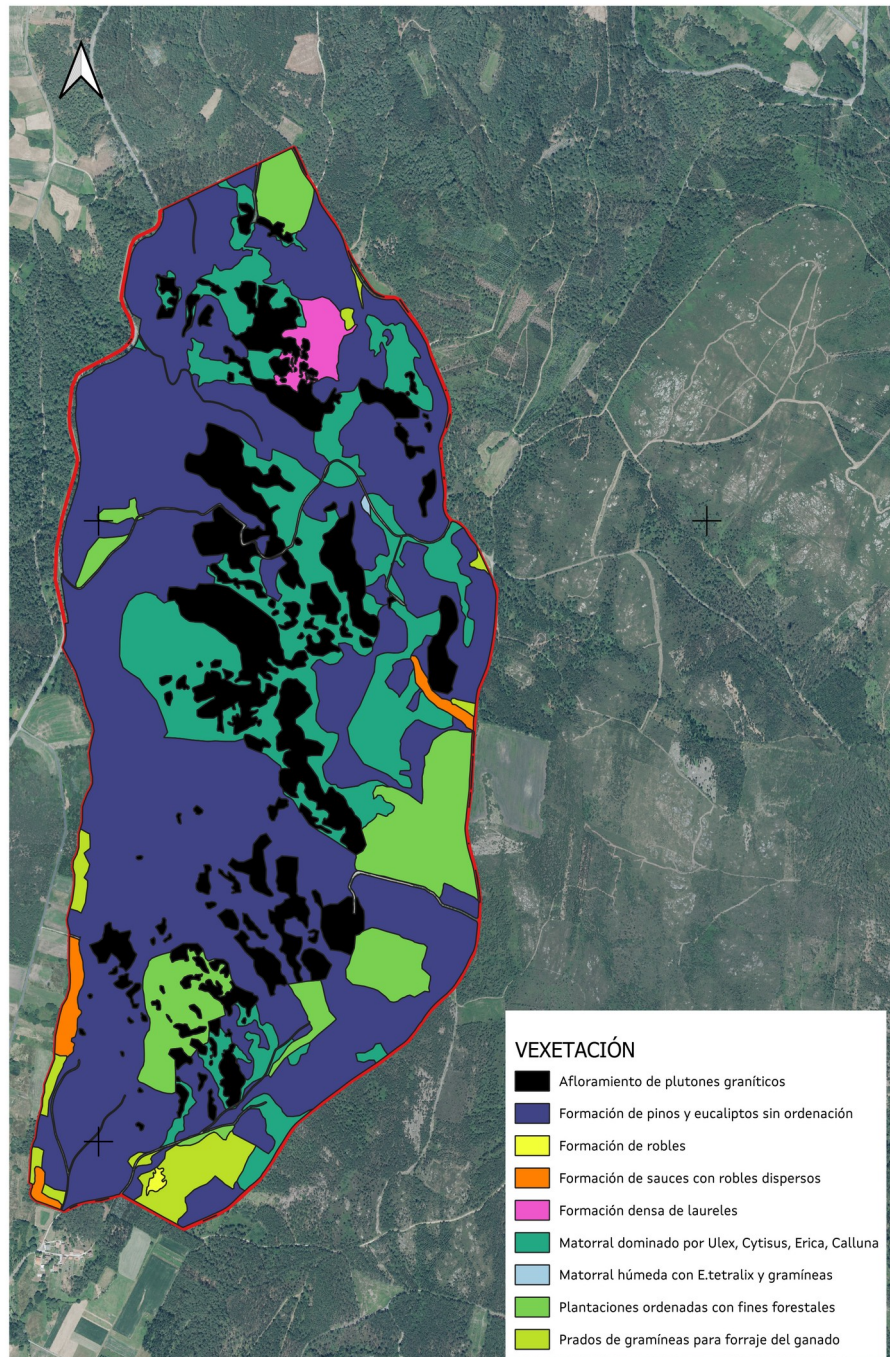 VEXETACIÓN
Afloramiento de plutones graníticos
Formación de pinos y eucaliptos sin ordenación
Formación de robles
Formación de sauces con robles dispersos
Formación densa de laureles
Matorral dominado por Ulex, Cytisus, Erica, Calluna
Matorral húmeda con E.tetralix y gramíneas
Plantaciones ordenadas con fines forestales
Prados de gramíneas para forraje del ganado